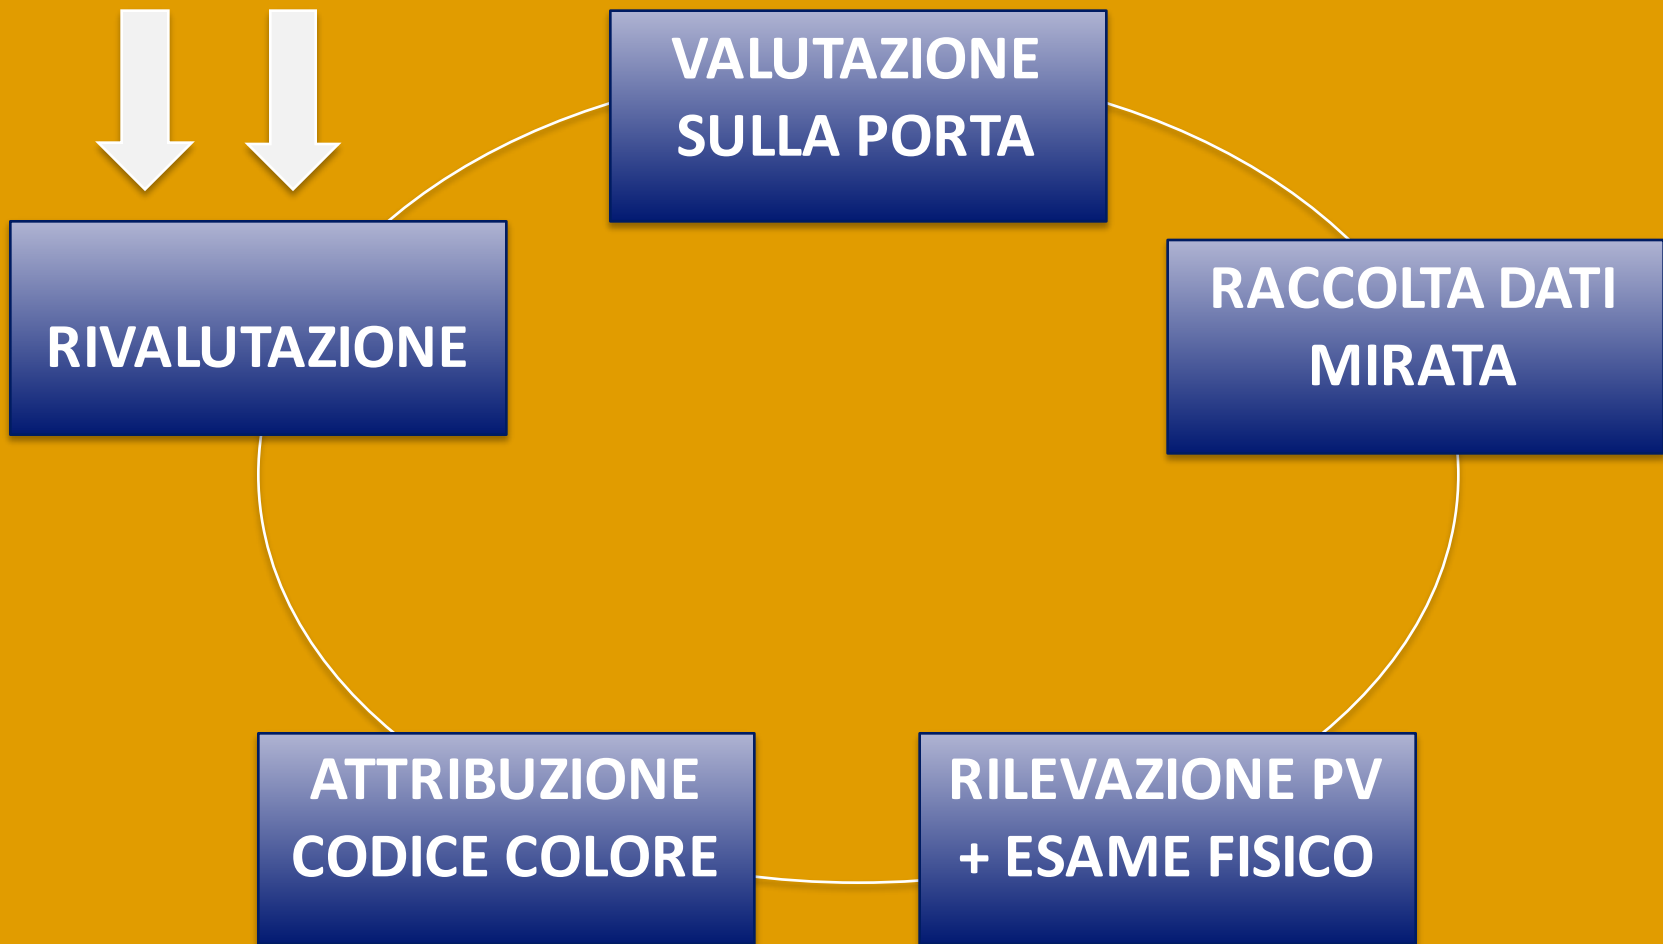 VALUTAZIONE
SULLA PORTA
RACCOLTA DATI
MIRATA
RILEVAZIONE PV
+ ESAME FISICO
ATTRIBUZIONE
CODICE COLORE
RIVALUTAZIONE